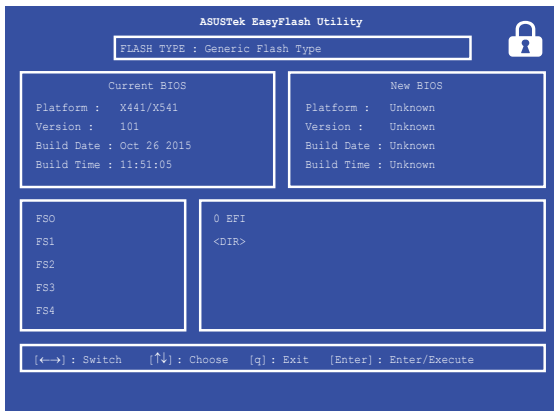 ASUSTek EasyFlash Utility
FLASH TYPE : Generic Flash Type
Current BIOS
Platform : X441/X541
Version : 101
Build Date : Oct 26 2015
Build Time : 11:51:05
New BIOS
Platform : Unknown
Version : Unknown
Build Date : Unknown
Build Time : Unknown
FSO
FS1
FS2
FS3
FS4
0 EFI
<DIR>
[←→] : Switch [↑↓] : Choose [q] : Exit [Enter] : Enter/Execute